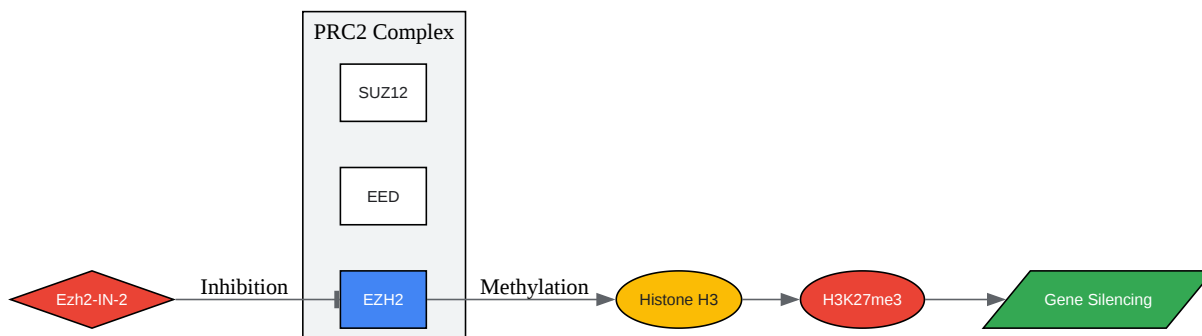 PRC2 Complex
SUZ12
EED
Ezh2-IN-2
Inhibition
EZH2
Methylation
Histone H3
H3K27me3
Gene Silencing